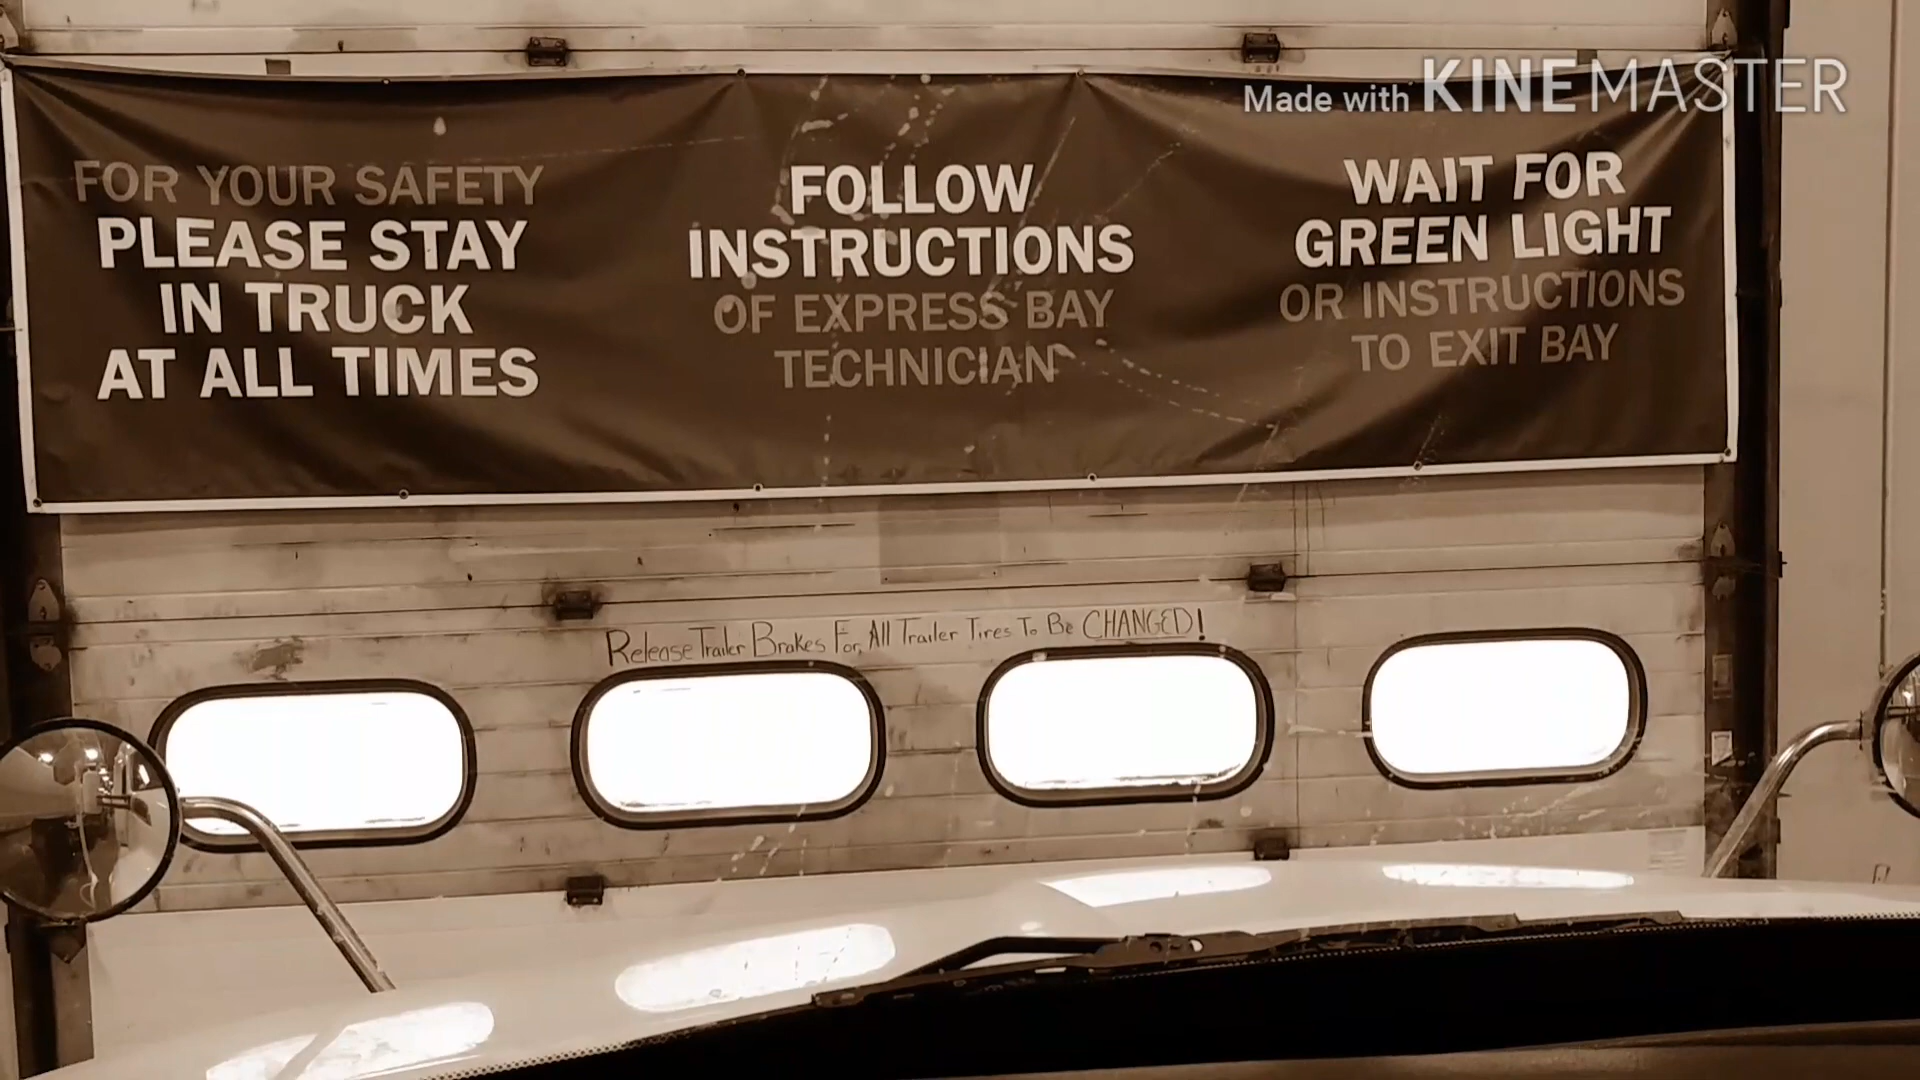 Made with KINEMASTER
FOR YOUR SAFETY
PLEASE STAY
IN TRUCK
AT ALL TIMES
FOLLOW
INSTRUCTIONS
OF EXPRESS BAY
TECHNICIAN
WAIT FOR
GREEN LIGHT
OR INSTRUCTIONS
TO EXIT BAY
Release Trailer Brakes For, All Trailer Tires To Be CHANGED!